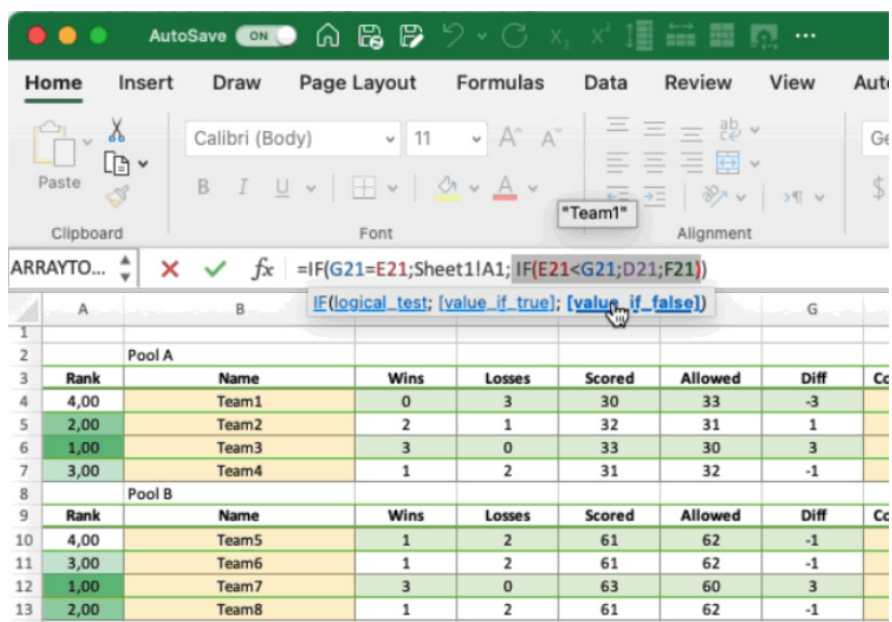 AutoSave ON
Home Insert Draw Page Layout Formulas Data Review View Auto
Calibri (Body) 11
Paste
B I U
"Team1"
Clipboard Font Alignment
ARRAYTO... fx =IF(G21=E21;Sheet1!A1; IF(E21<G21;D21;F21))
IF(logical_test; [value_if_true]; [value_if_false])
A B G
1
2 Pool A
3 Rank Name Wins Losses Scored Allowed Diff Co
4 4,00 Team1 0 3 30 33 -3
5 2,00 Team2 2 1 32 31 1
6 1,00 Team3 3 0 33 30 3
7 3,00 Team4 1 2 31 32 -1
8 Pool B
9 Rank Name Wins Losses Scored Allowed Diff Co
10 4,00 Team5 1 2 61 62 -1
11 3,00 Team6 1 2 61 62 -1
12 1,00 Team7 3 0 63 60 3
13 2,00 Team8 1 2 61 62 -1